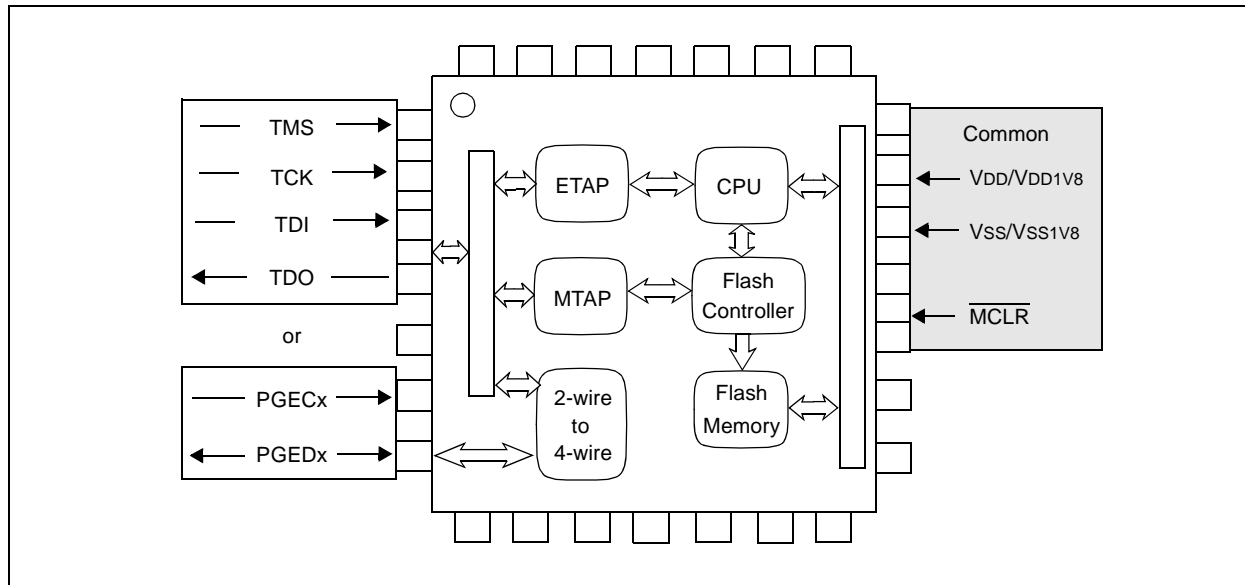 TMS
TCK
TDI
TDO
or
PGECx
PGEDx
ETAP
CPU
MTAP
Flash
Controller
2-wire
to
4-wire
Flash
Memory
Common
VDD/VDD1V8
VSS/VSS1V8
MCLR